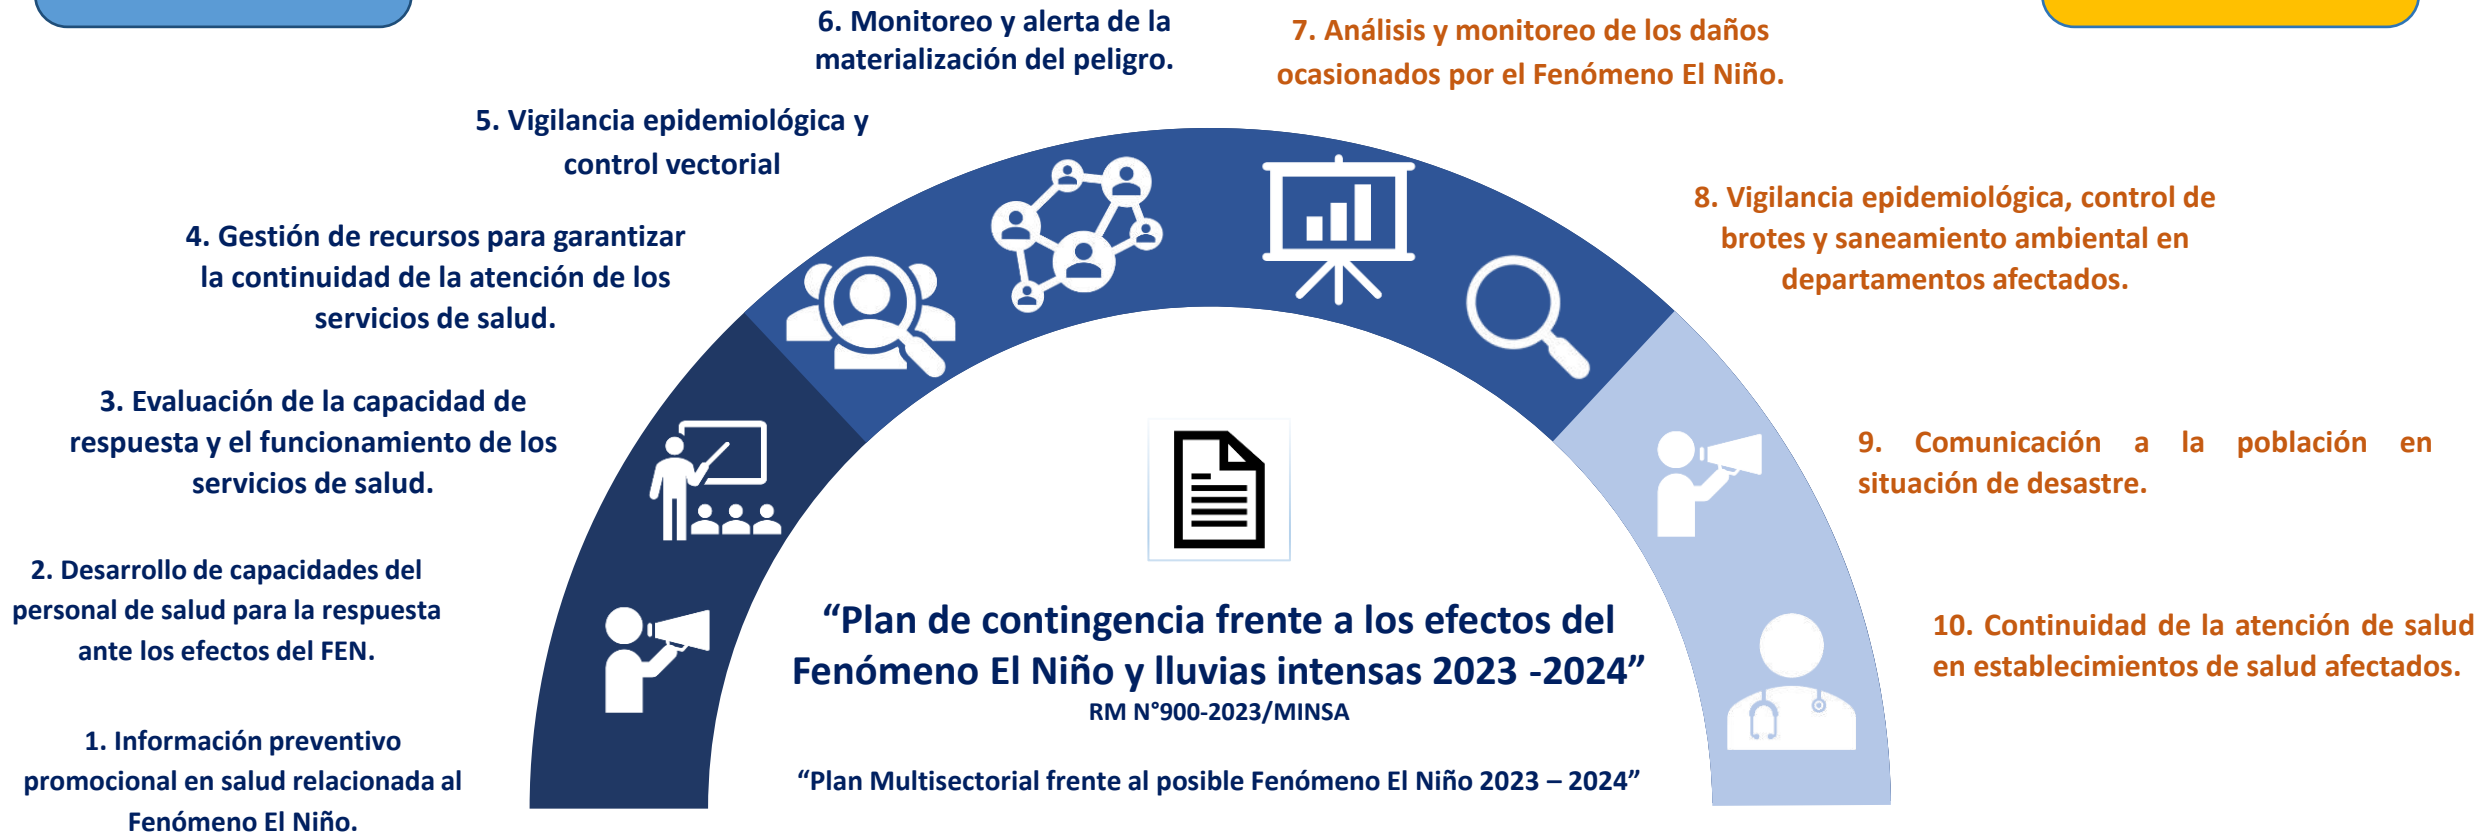 6. Monitoreo y alerta de la
materialización del peligro.
7. Análisis y monitoreo de los daños
ocasionados por el Fenómeno El Niño.
5. Vigilancia epidemiológica y
control vectorial
8. Vigilancia epidemiológica, control de
brotes y saneamiento ambiental en
departamentos afectados.
4. Gestión de recursos para garantizar
la continuidad de la atención de los
servicios de salud.
3. Evaluación de la capacidad de
respuesta y el funcionamiento de los
servicios de salud.
9. Comunicación a la población en
situación de desastre.
2. Desarrollo de capacidades del
personal de salud para la respuesta
ante los efectos del FEN.
10. Continuidad de la atención de salud
en establecimientos de salud afectados.
1. Información preventivo
promocional en salud relacionada al
Fenómeno El Niño.
“Plan de contingencia frente a los efectos del
Fenómeno El Niño y lluvias intensas 2023 -2024”
RM N°900-2023/MINSA
“Plan Multisectorial frente al posible Fenómeno El Niño 2023 – 2024”